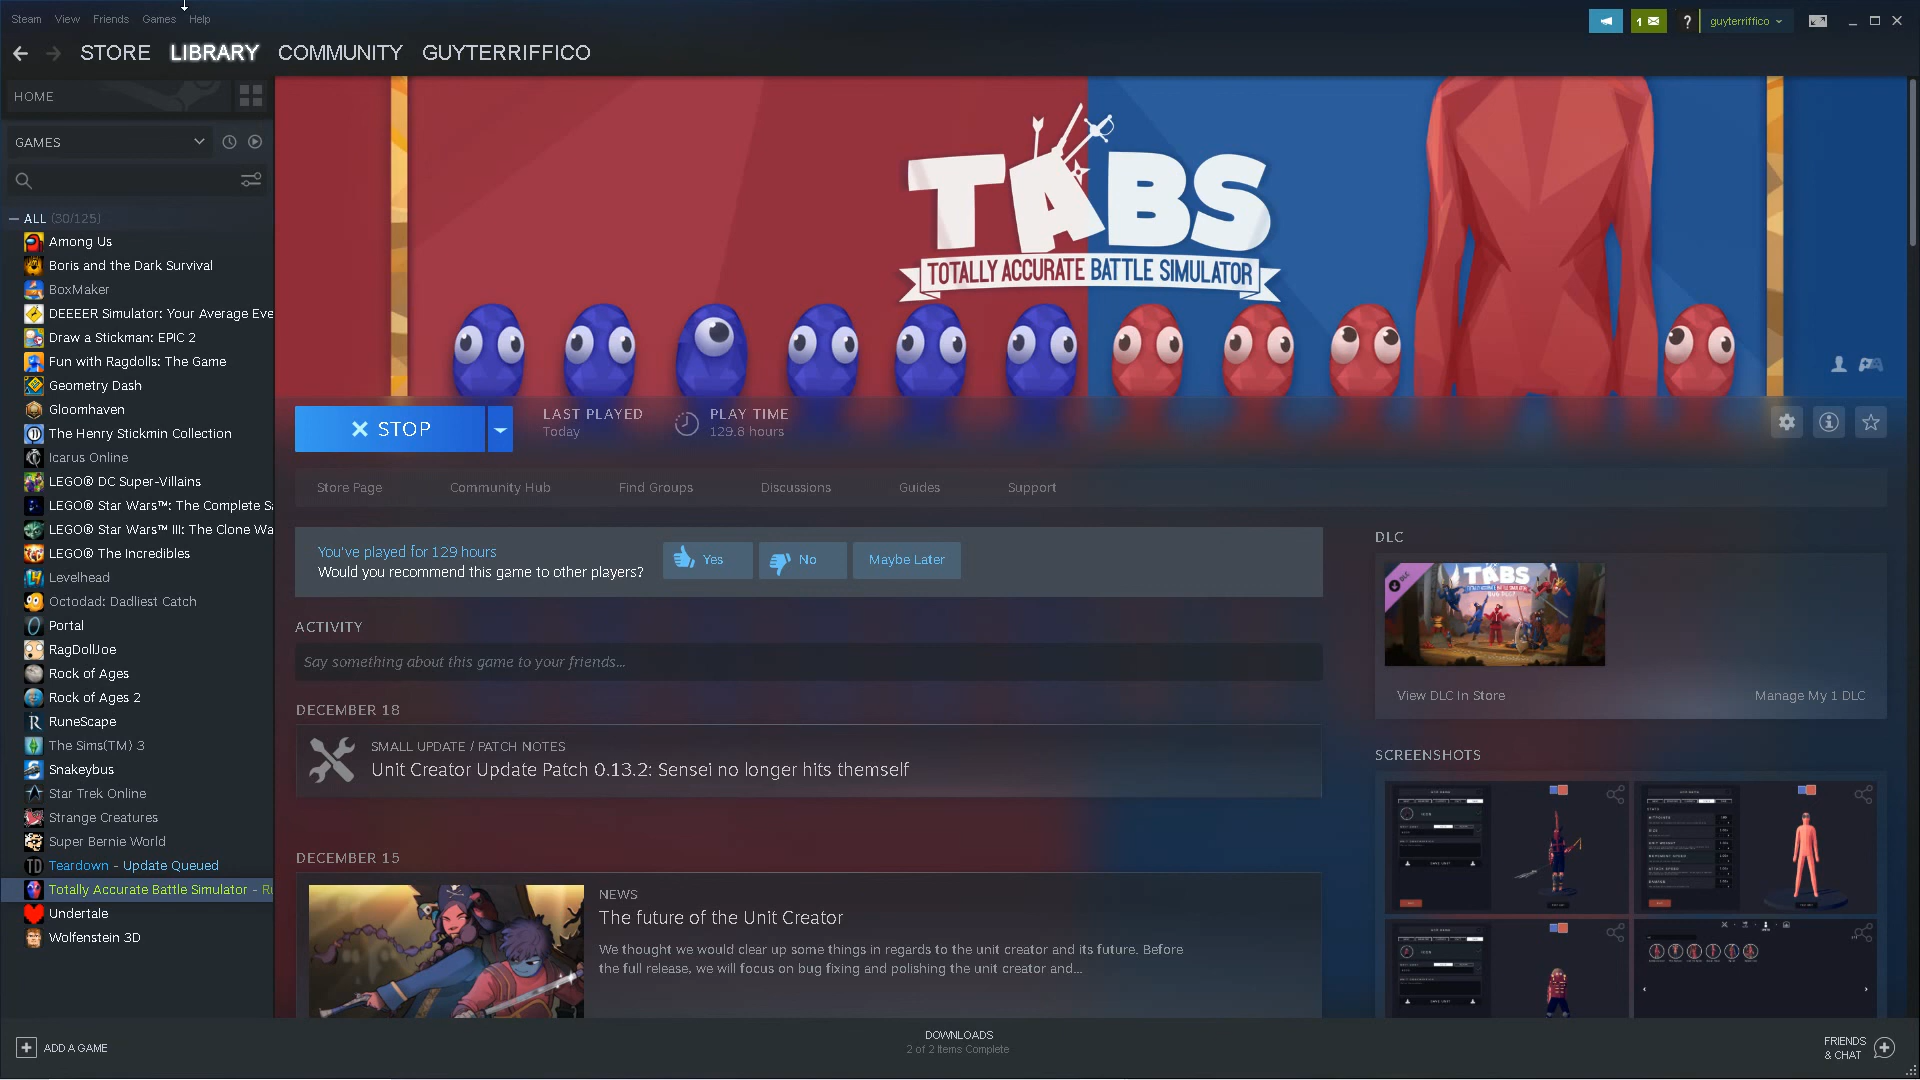 Steam View Friends Games Help
1 ? guyterriffico
STORE LIBRARY COMMUNITY GUYTERRIFFICO
HOME
GAMES
ALL (30/125)
Among Us
Boris and the Dark Survival
BoxMaker
DEEEER Simulator: Your Average Eve
Draw a Stickman: EPIC 2
Fun with Ragdolls: The Game
Geometry Dash
Gloomhaven
The Henry Stickmin Collection
Icarus Online
LEGO® DC Super-Villains
LEGO® Star Wars™: The Complete Sa
LEGO® Star Wars™ III: The Clone Wa
LEGO® The Incredibles
Levelhead
Octodad: Dadliest Catch
Portal
RagDollJoe
Rock of Ages
Rock of Ages 2
RuneScape
The Sims(TM) 3
Snakeybus
Star Trek Online
Strange Creatures
Super Bernie World
TD Teardown - Update Queued
Totally Accurate Battle Simulator - Ru
Undertale
Wolfenstein 3D
TABS
TOTALLY ACCURATE BATTLE SIMULATOR
STOP
LAST PLAYED
Today
PLAY TIME
129.8 hours
Store Page Community Hub Find Groups Discussions Guides Support
You've played for 129 hours
Would you recommend this game to other players?
Yes No Maybe Later
ACTIVITY
Say something about this game to your friends...
DECEMBER 18
SMALL UPDATE / PATCH NOTES
Unit Creator Update Patch 0.13.2: Sensei no longer hits themself
DECEMBER 15
NEWS
The future of the Unit Creator
We thought we would clear up some things in regards to the unit creator and its future. Before
the full release, we will focus on bug fixing and polishing the unit creator and...
DLC
DLC
TABS
View DLC In Store Manage My 1 DLC
SCREENSHOTS
ADD A GAME
DOWNLOADS
2 of 2 Items Complete
FRIENDS
& CHAT